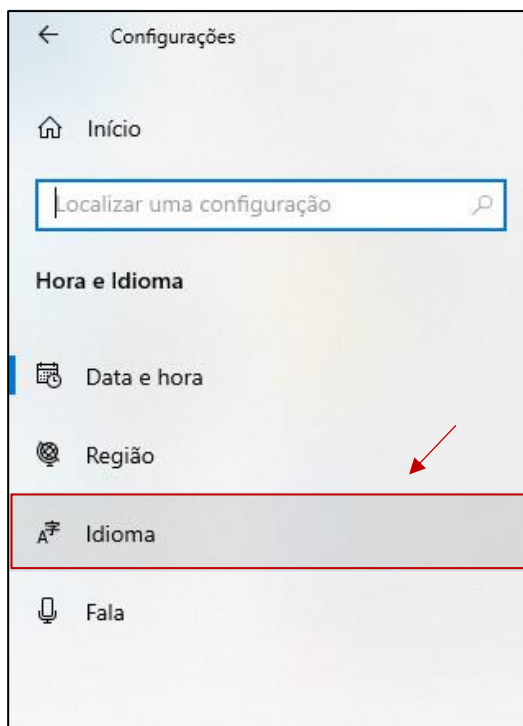 Configurações
Início
Localizar uma configuração
Hora e Idioma
Data e hora
Região
Idioma
Fala